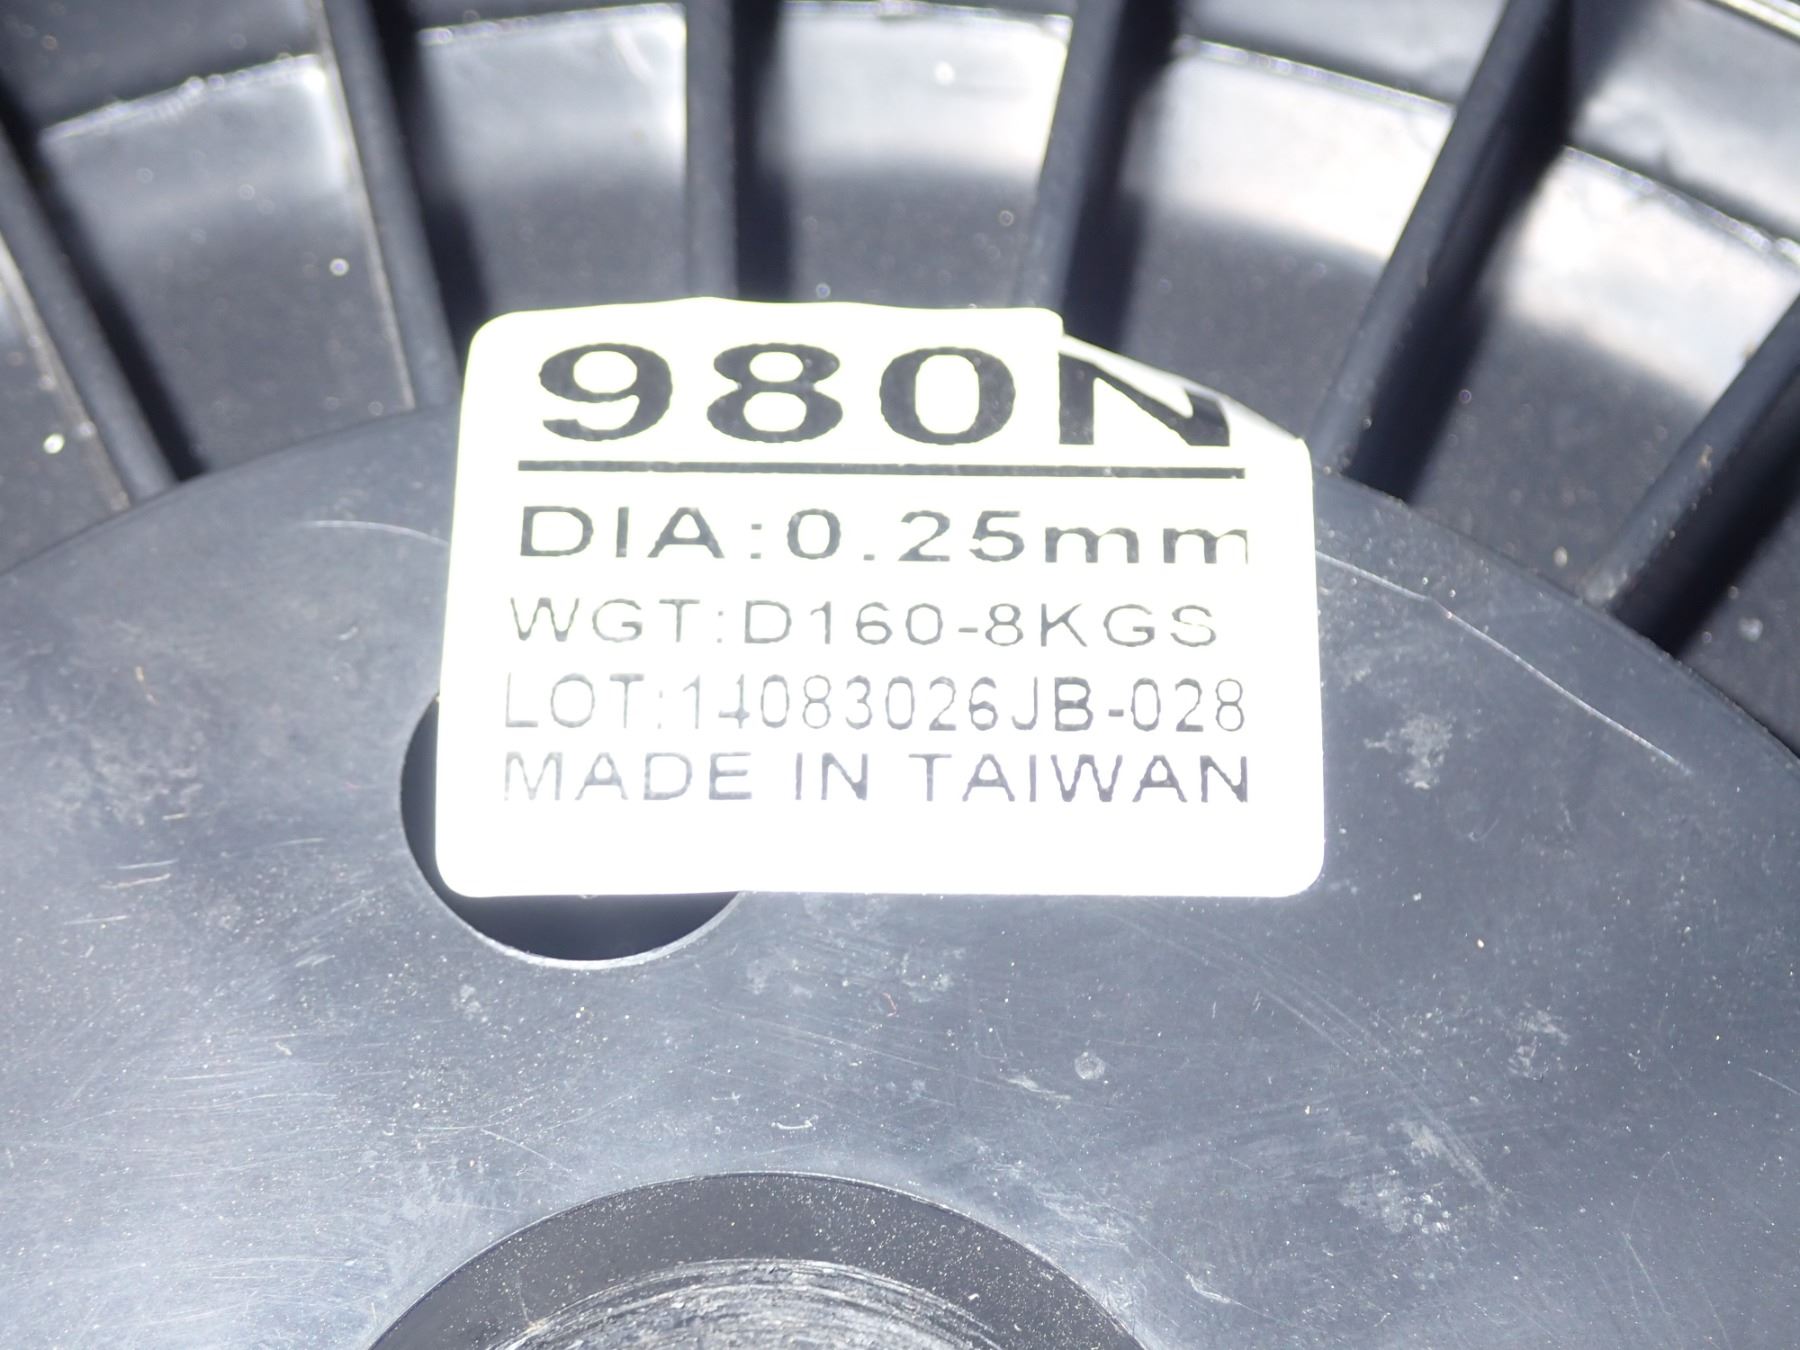 980N
DIA:0.25mm
WGT:D160-8KGS
LOT:14083026JB-028
MADE IN TAIWAN